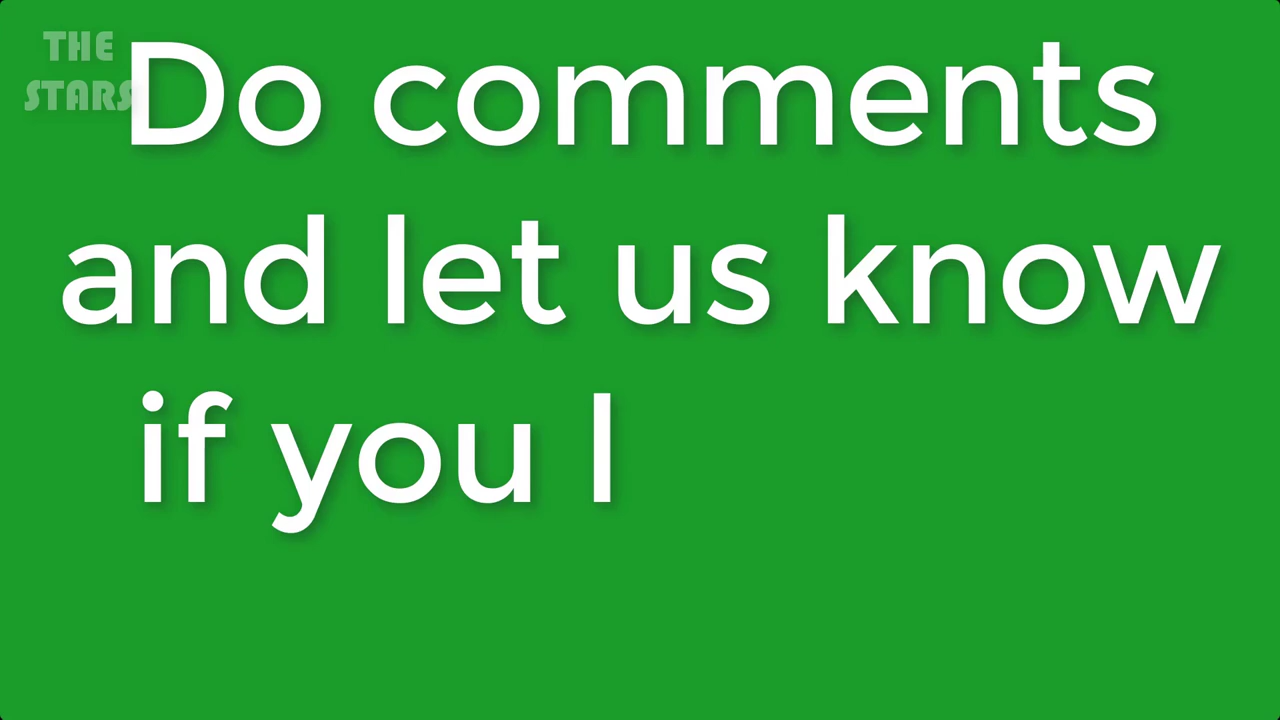 THE
STARS
Do comments
and let us know
if you l